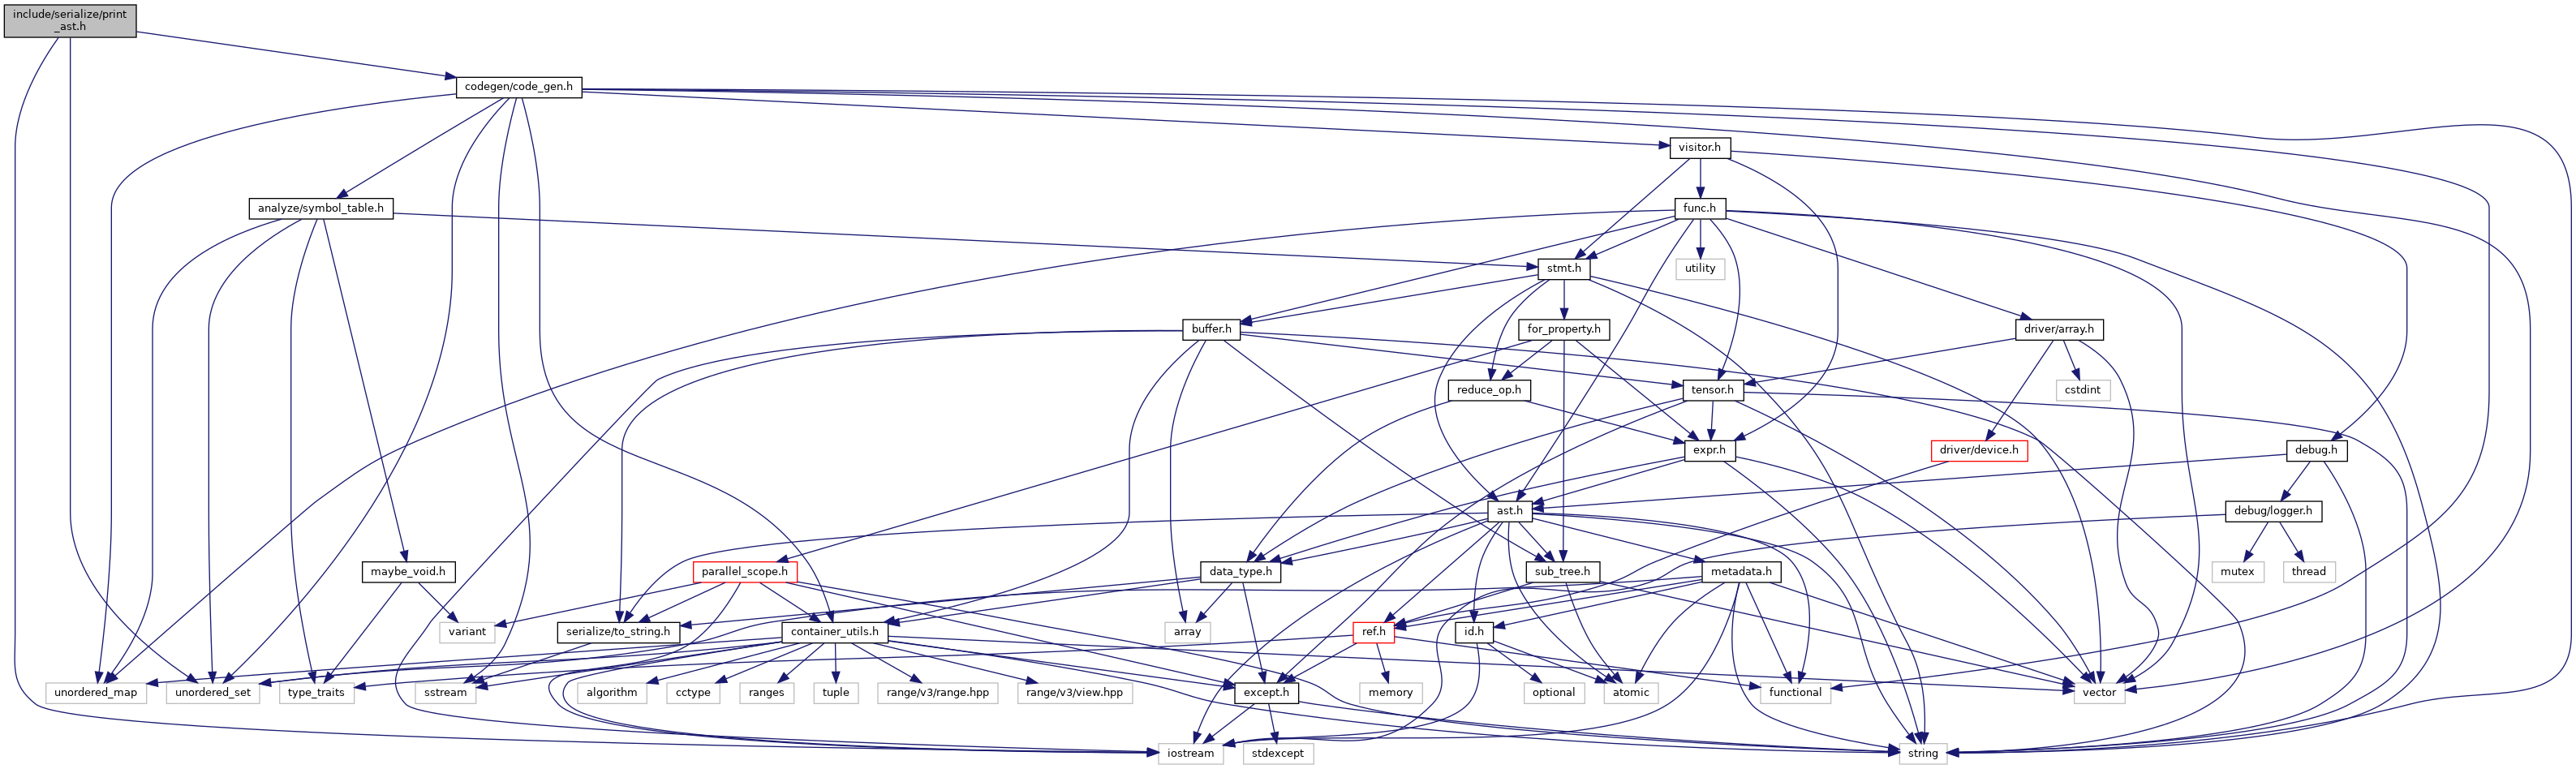 include/serialize/print
_ast.h
codegen/code_gen.h
visitor.h
analyze/symbol_table.h
func.h
stmt.h
utility
buffer.h
for_property.h
driver/array.h
reduce_op.h
tensor.h
cstdint
expr.h
driver/device.h
debug.h
ast.h
debug/logger.h
maybe_void.h
parallel_scope.h
data_type.h
sub_tree.h
metadata.h
mutex
thread
variant
serialize/to_string.h
container_utils.h
array
ref.h
id.h
unordered_map
unordered_set
type_traits
sstream
algorithm
cctype
ranges
tuple
range/v3/range.hpp
range/v3/view.hpp
except.h
memory
optional
atomic
functional
vector
iostream
stdexcept
string